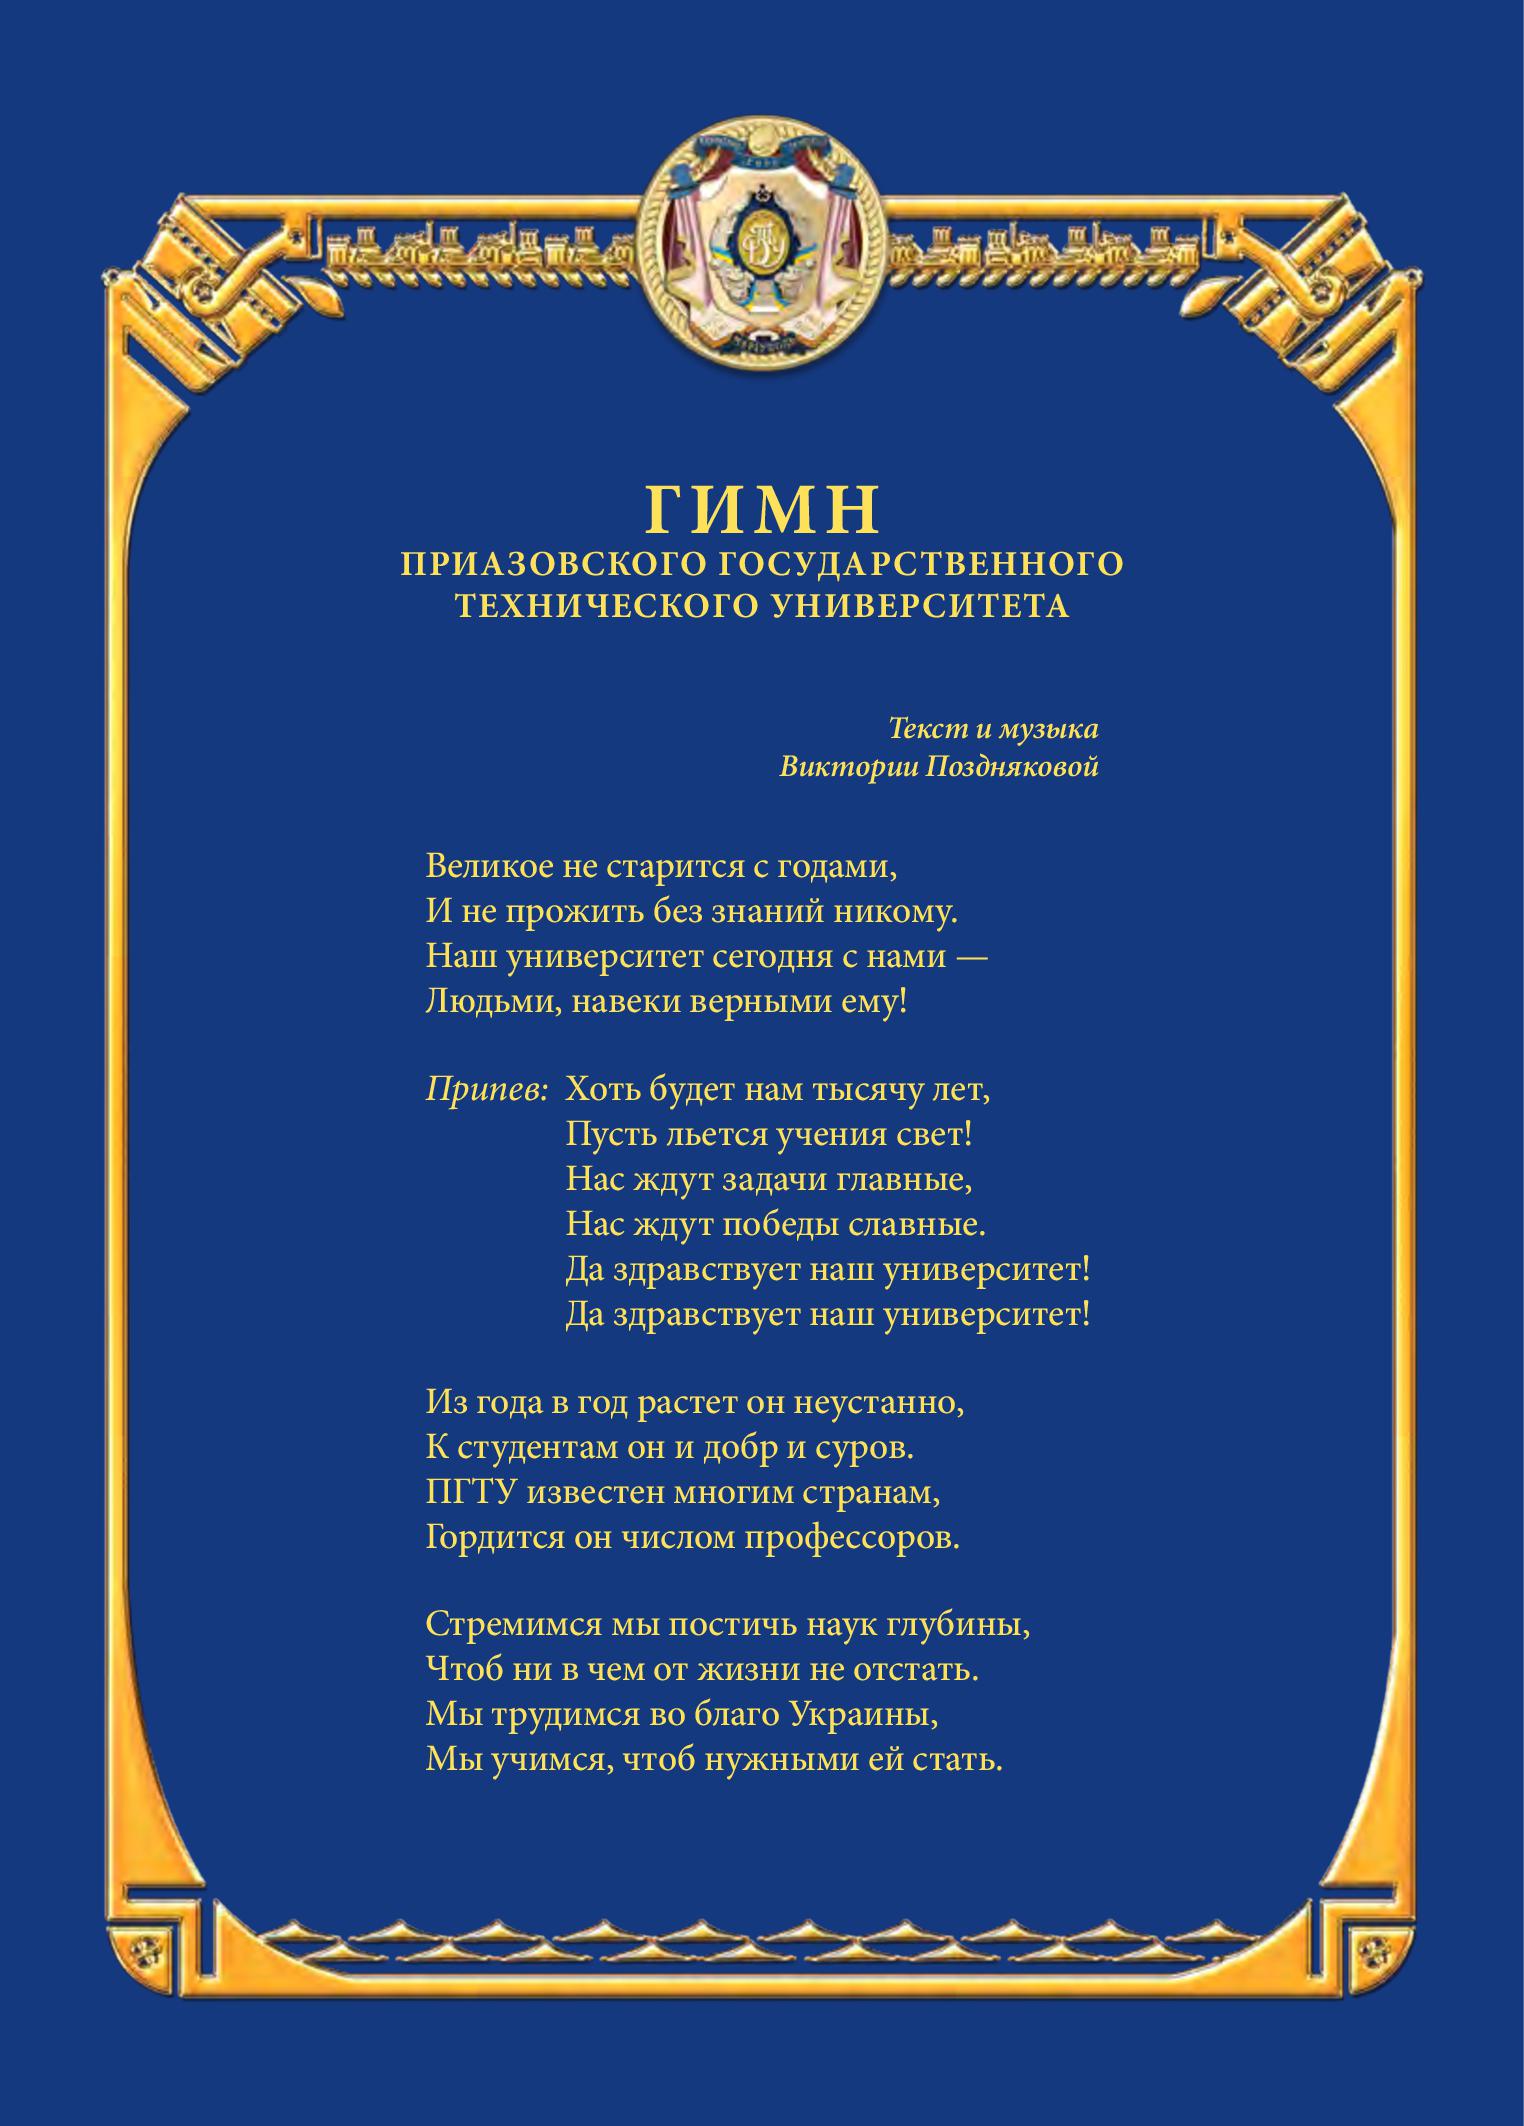 ГИМН
ПРИАЗОВСКОГО ГОСУДАРСТВЕННОГО
ТЕХНИЧЕСКОГО УНИВЕРСИТЕТА
Текст и музыка
Виктории Поздняковой
Великое не старится с годами,
И не прожить без знаний никому.
Наш университет сегодня с нами —
Людьми, навеки верными ему!
Припев: Хоть будет нам тысячу лет,
Пусть льется учения свет!
Нас ждут задачи главные,
Нас ждут победы славные.
Да здравствует наш университет!
Да здравствует наш университет!
Из года в год растет он неустанно,
К студентам он и добр и суров.
ПГТУ известен многим странам,
Гордится он числом профессоров.
Стремимся мы постичь наук глубины,
Чтоб ни в чем от жизни не отстать.
Мы трудимся во благо Украины,
Мы учимся, чтоб нужными ей стать.